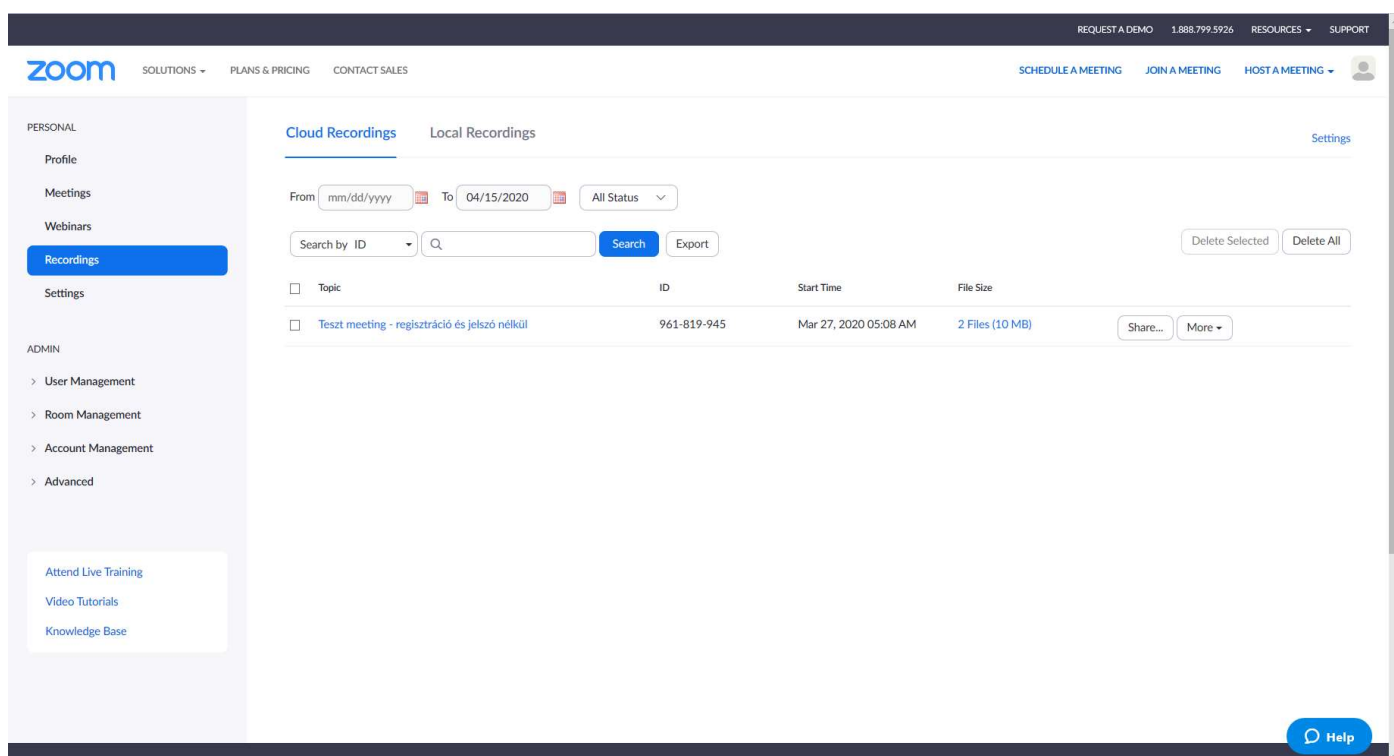 REQUEST A DEMO 1.888.799.5926 RESOURCES SUPPORT
zoom SOLUTIONS PLANS & PRICING CONTACT SALES SCHEDULE A MEETING JOIN A MEETING HOST A MEETING
PERSONAL
Profile
Meetings
Webinars
Recordings
Settings
ADMIN
> User Management
> Room Management
> Account Management
> Advanced
Attend Live Training
Video Tutorials
Knowledge Base
Cloud Recordings Local Recordings Settings
From mm/dd/yyyy To 04/15/2020 All Status
Search by ID Search Export Delete Selected Delete All
Topic ID Start Time File Size
Teszt meeting - regisztráció és jelszó nélkül 961-819-945 Mar 27, 2020 05:08 AM 2 Files (10 MB) Share... More
Help